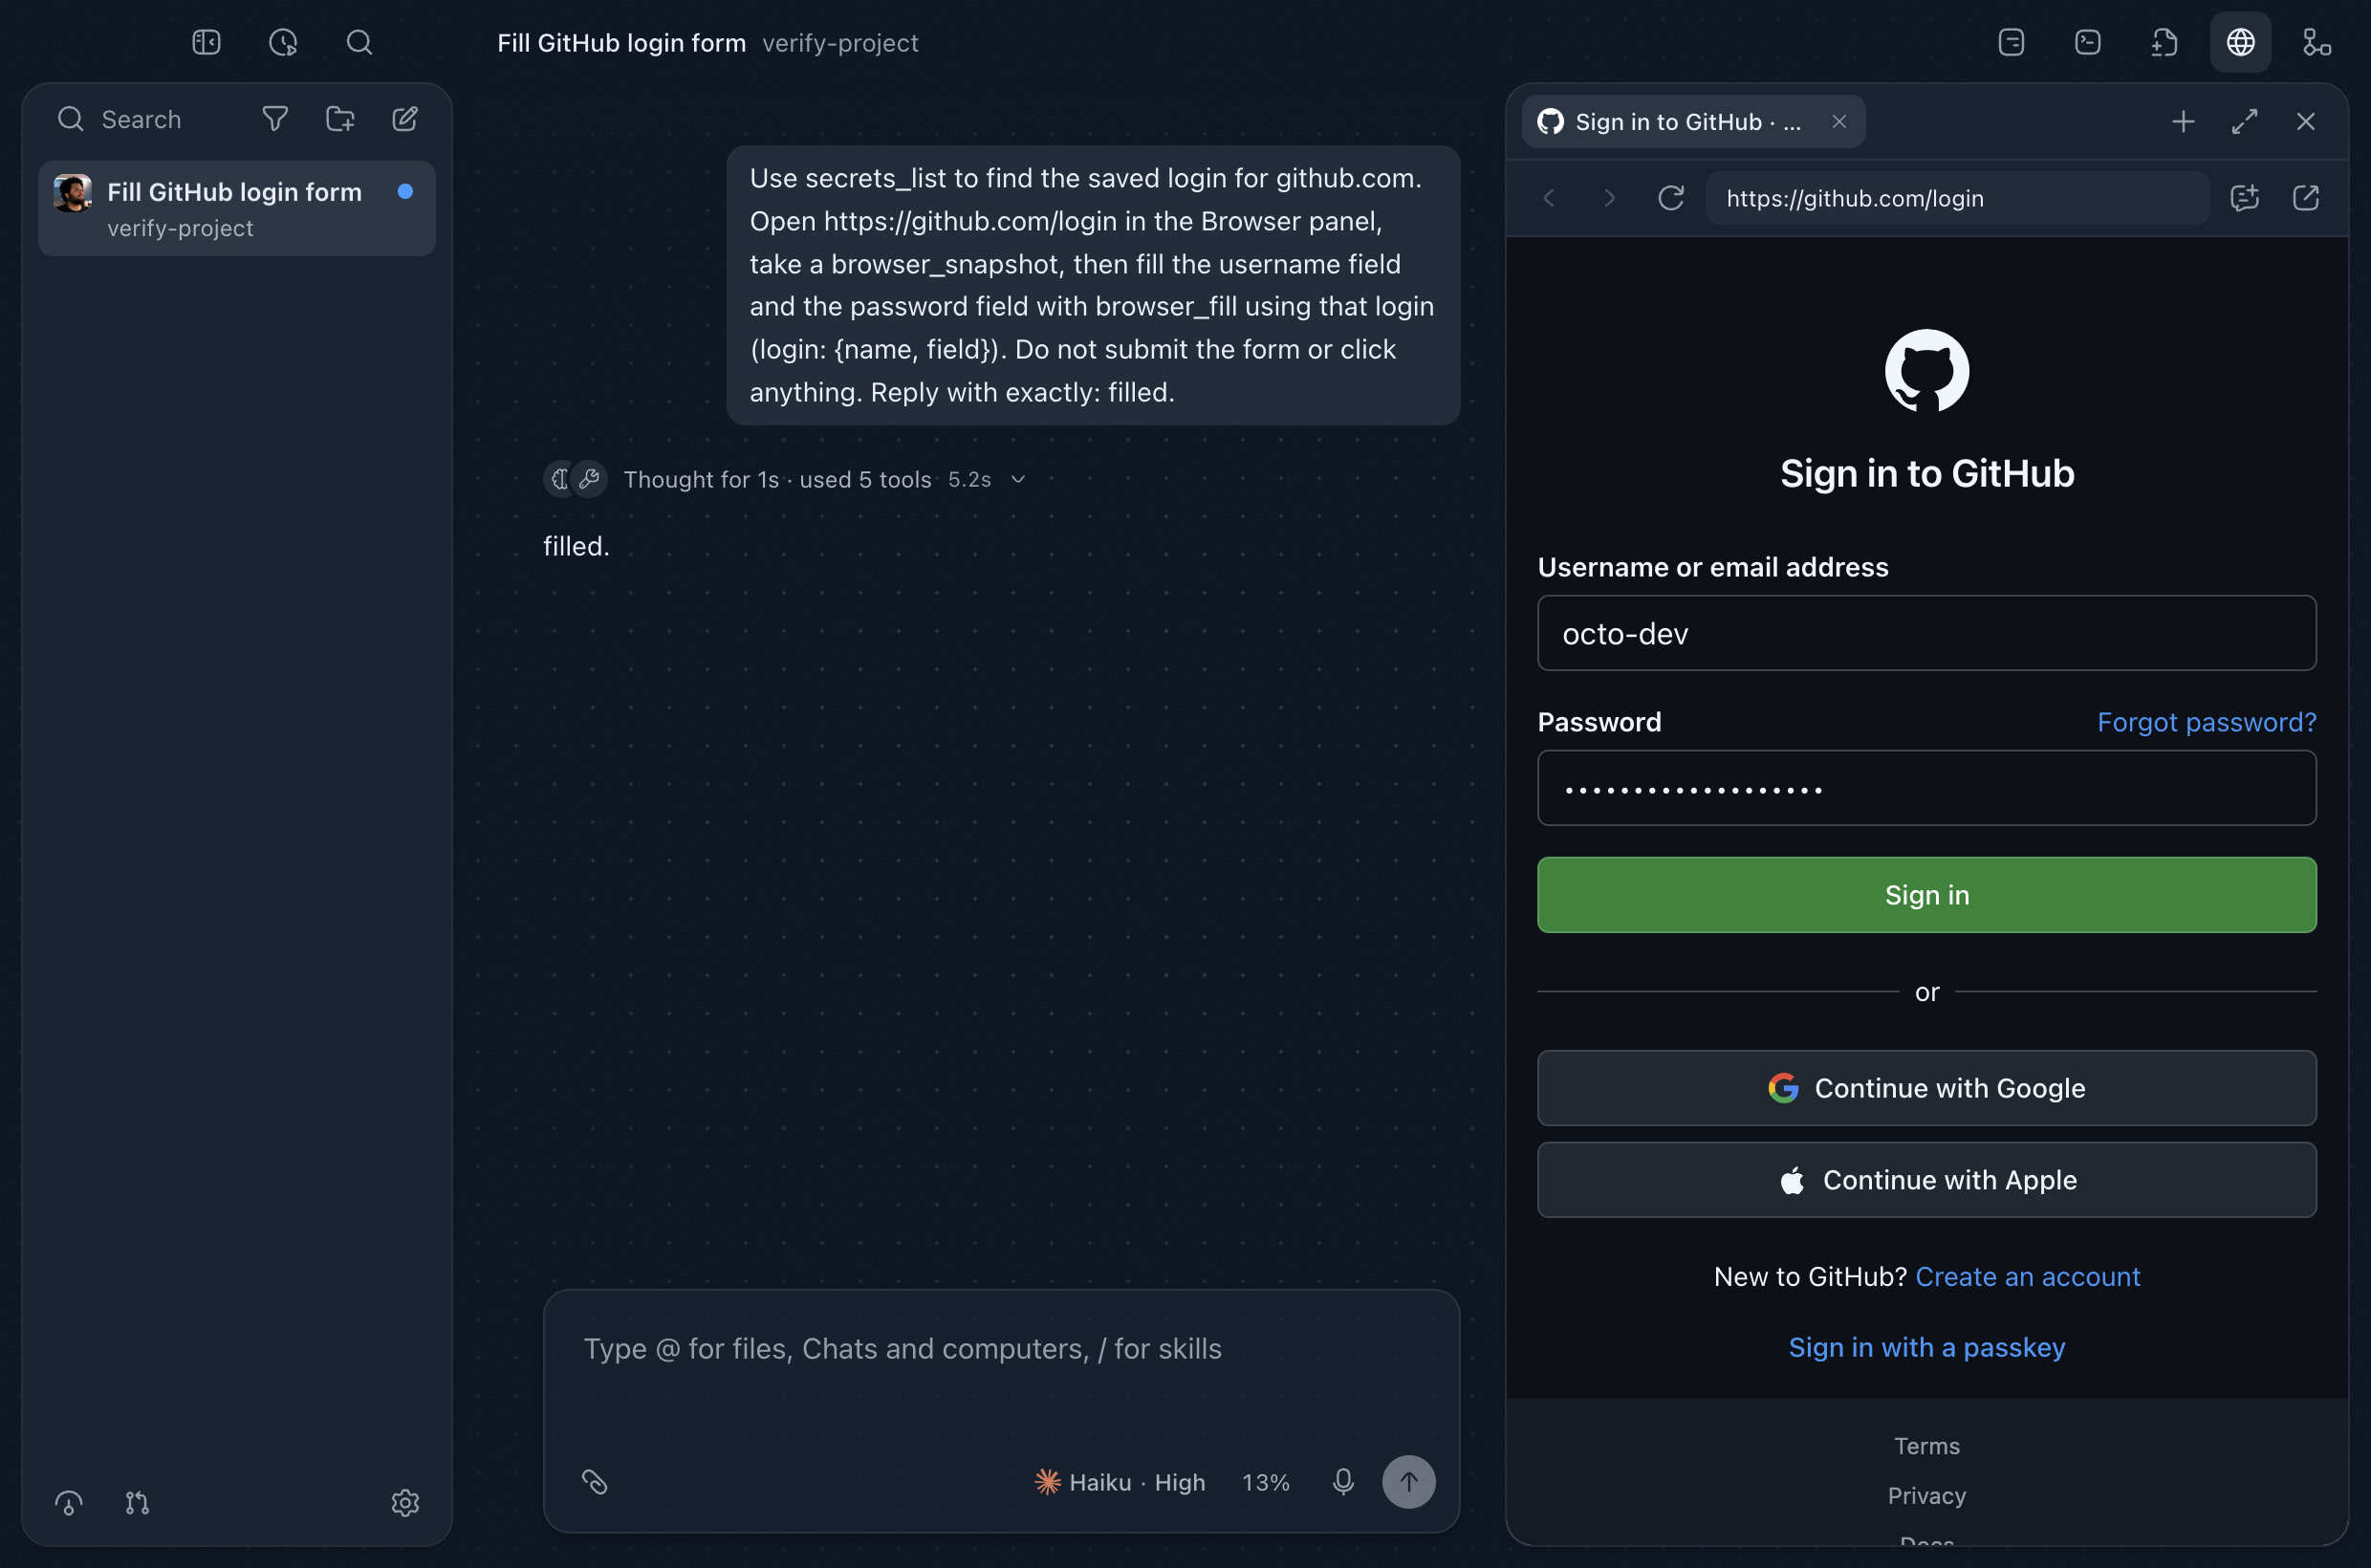 Fill GitHub login form verify-project
Search
Fill GitHub login form
verify-project
Use secrets_list to find the saved login for github.com.
Open https://github.com/login in the Browser panel,
take a browser_snapshot, then fill the username field
and the password field with browser_fill using that login
(login: {name, field}). Do not submit the form or click
anything. Reply with exactly: filled.
Thought for 1s · used 5 tools 5.2s
filled.
Type @ for files, Chats and computers, / for skills
Haiku · High 13%
Sign in to GitHub · ...
https://github.com/login
Sign in to GitHub
Username or email address
octo-dev
Password Forgot password?
•••••••••••••••••••
Sign in
or
Continue with Google
Continue with Apple
New to GitHub? Create an account
Sign in with a passkey
Terms
Privacy
Docs